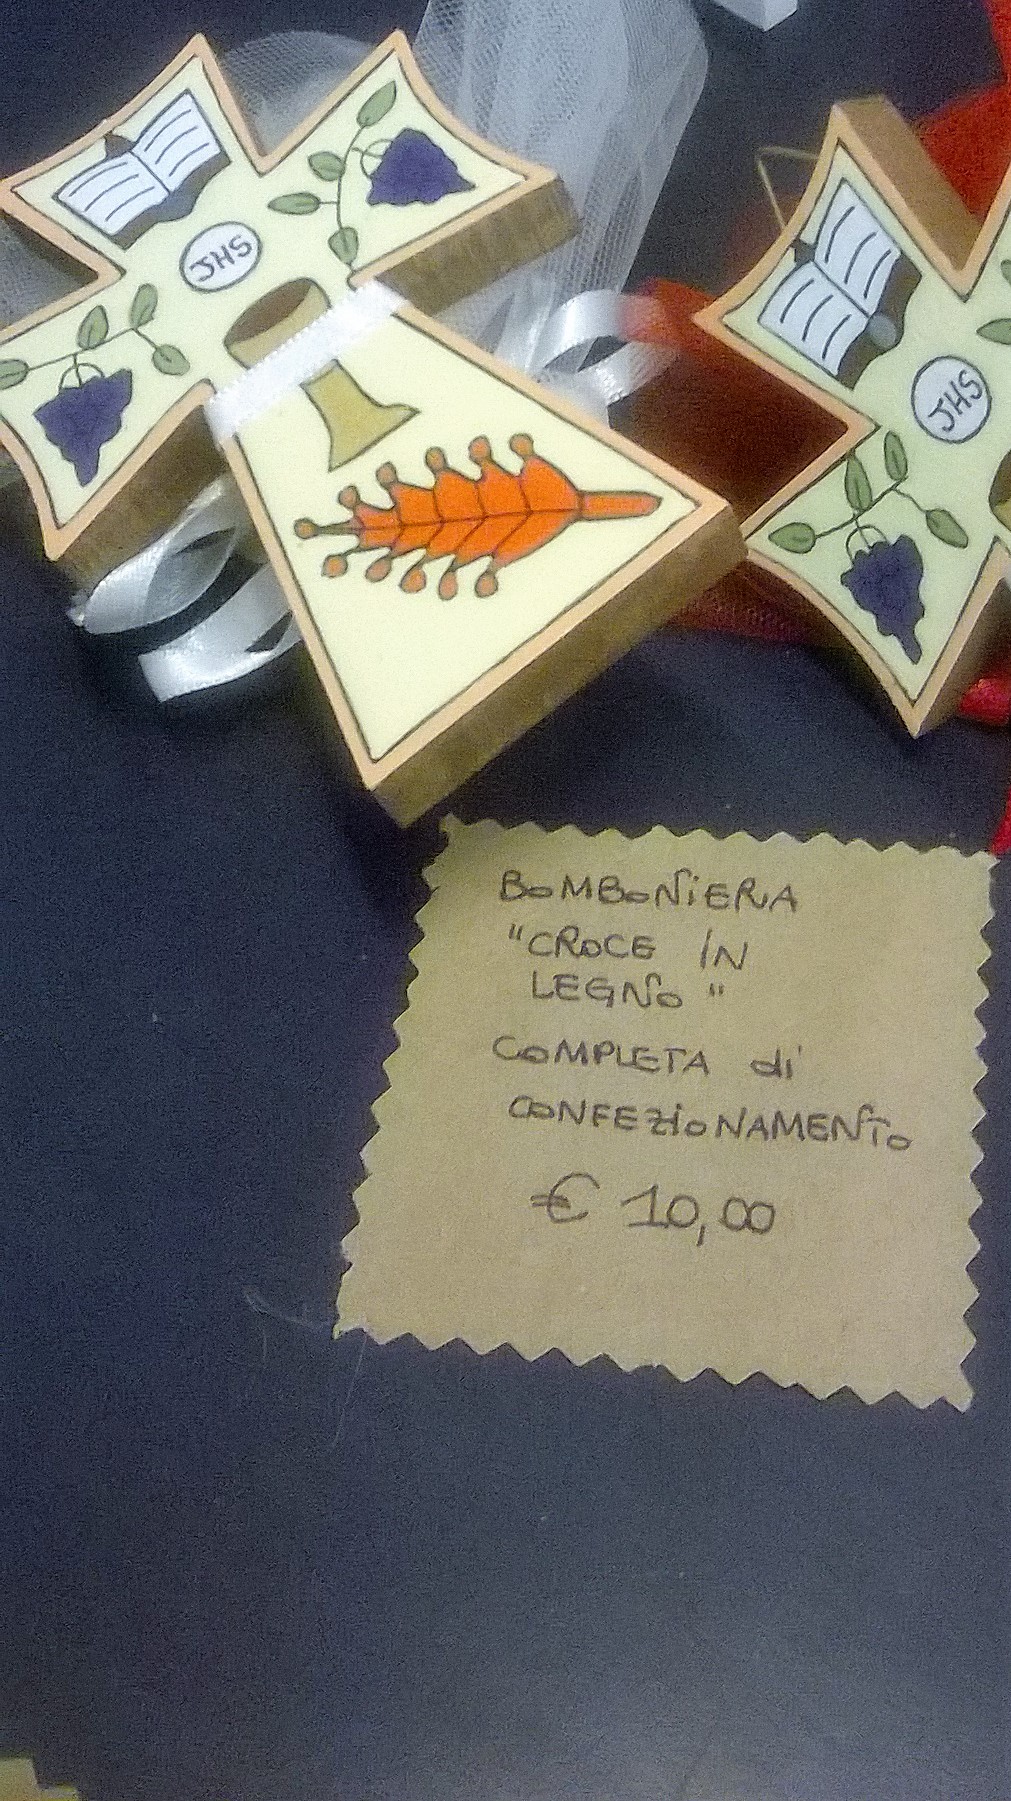 JHS
JHS
BOMBONiERA
"CROCE IN
LEGNO"
COMPLETA di
CONFEZiONAMENTO
€ 10,00